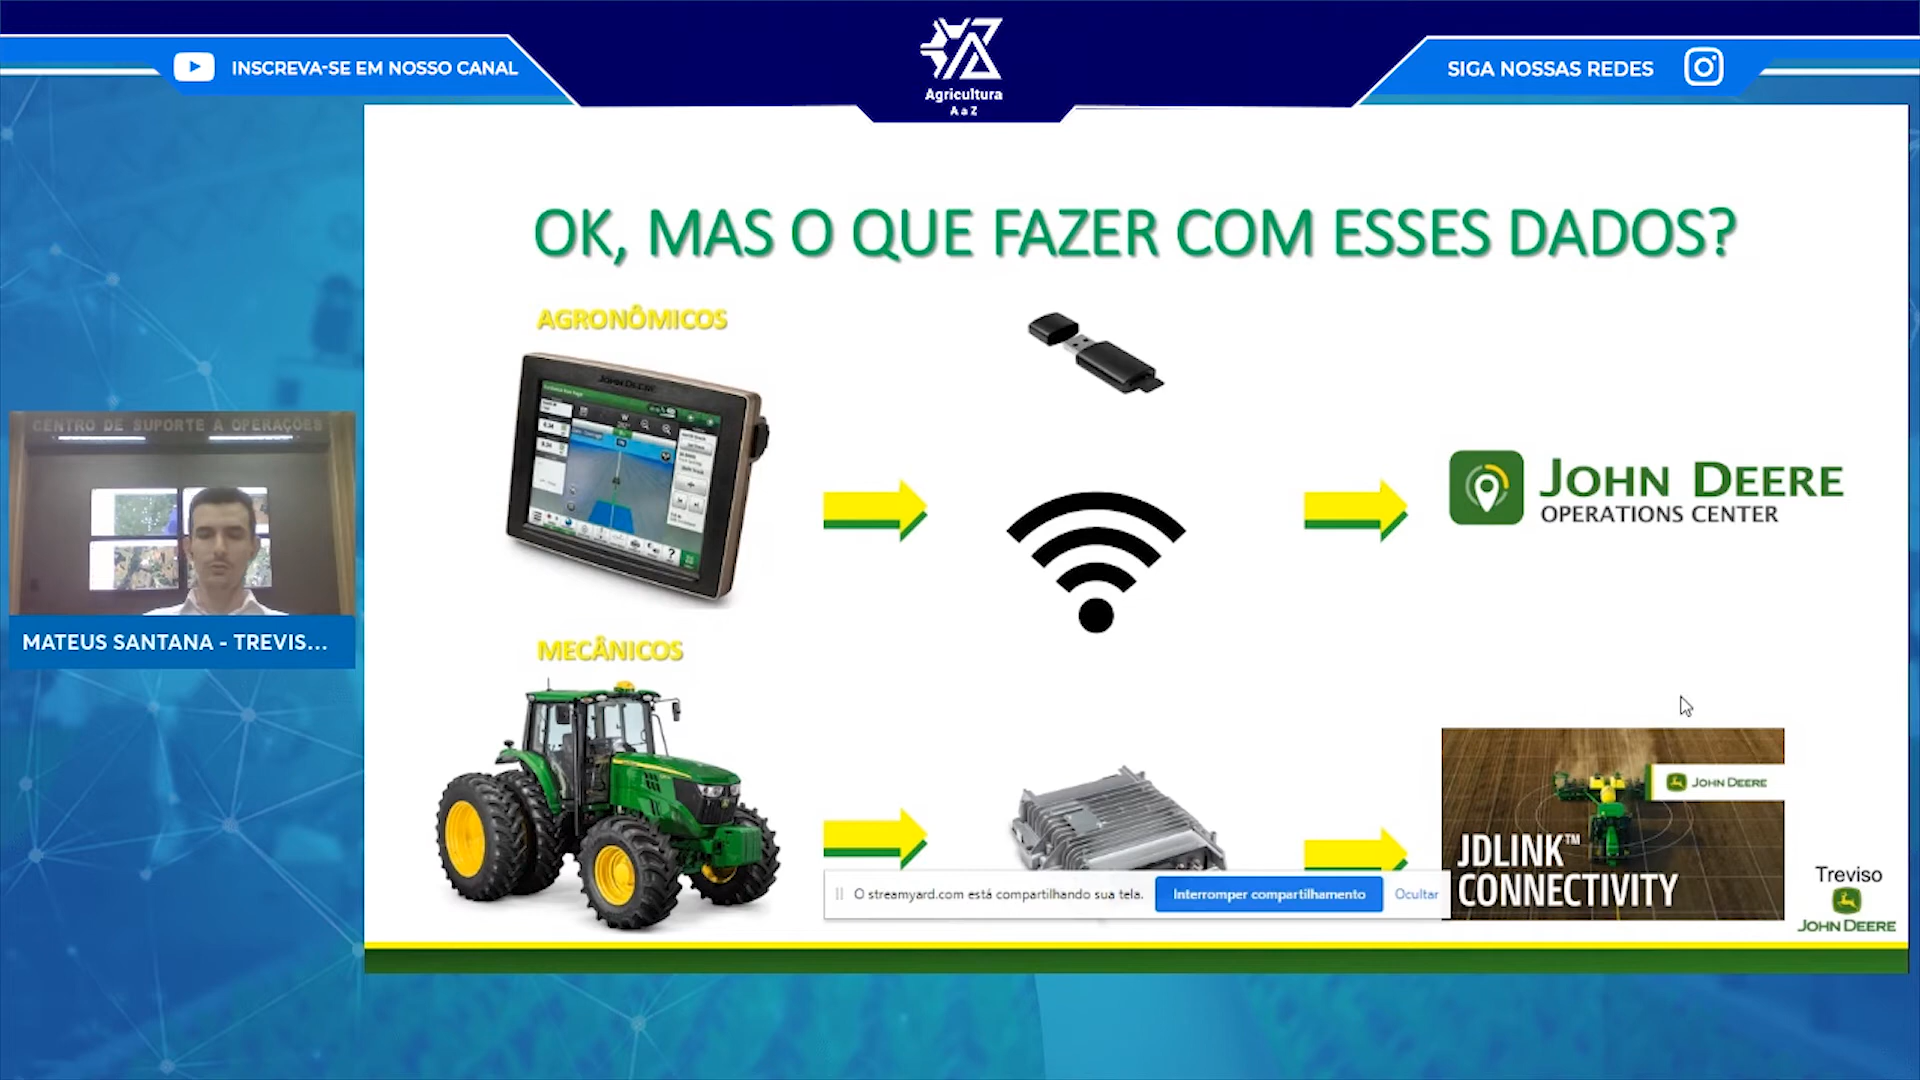 INSCREVA-SE EM NOSSO CANAL
Agricultura
A a Z
SIGA NOSSAS REDES
OK, MAS O QUE FAZER COM ESSES DADOS?
AGRONÔMICOS
JOHN DEERE
JOHN DEERE
OPERATIONS CENTER
CENTRO DE SUPORTE A OPERAÇÕES
MATEUS SANTANA - TREVIS...
MECÂNICOS
JOHN DEERE
JDLINK™
CONNECTIVITY
O streamyard.com está compartilhando sua tela.
Interromper compartilhamento
Ocultar
Treviso
JOHN DEERE